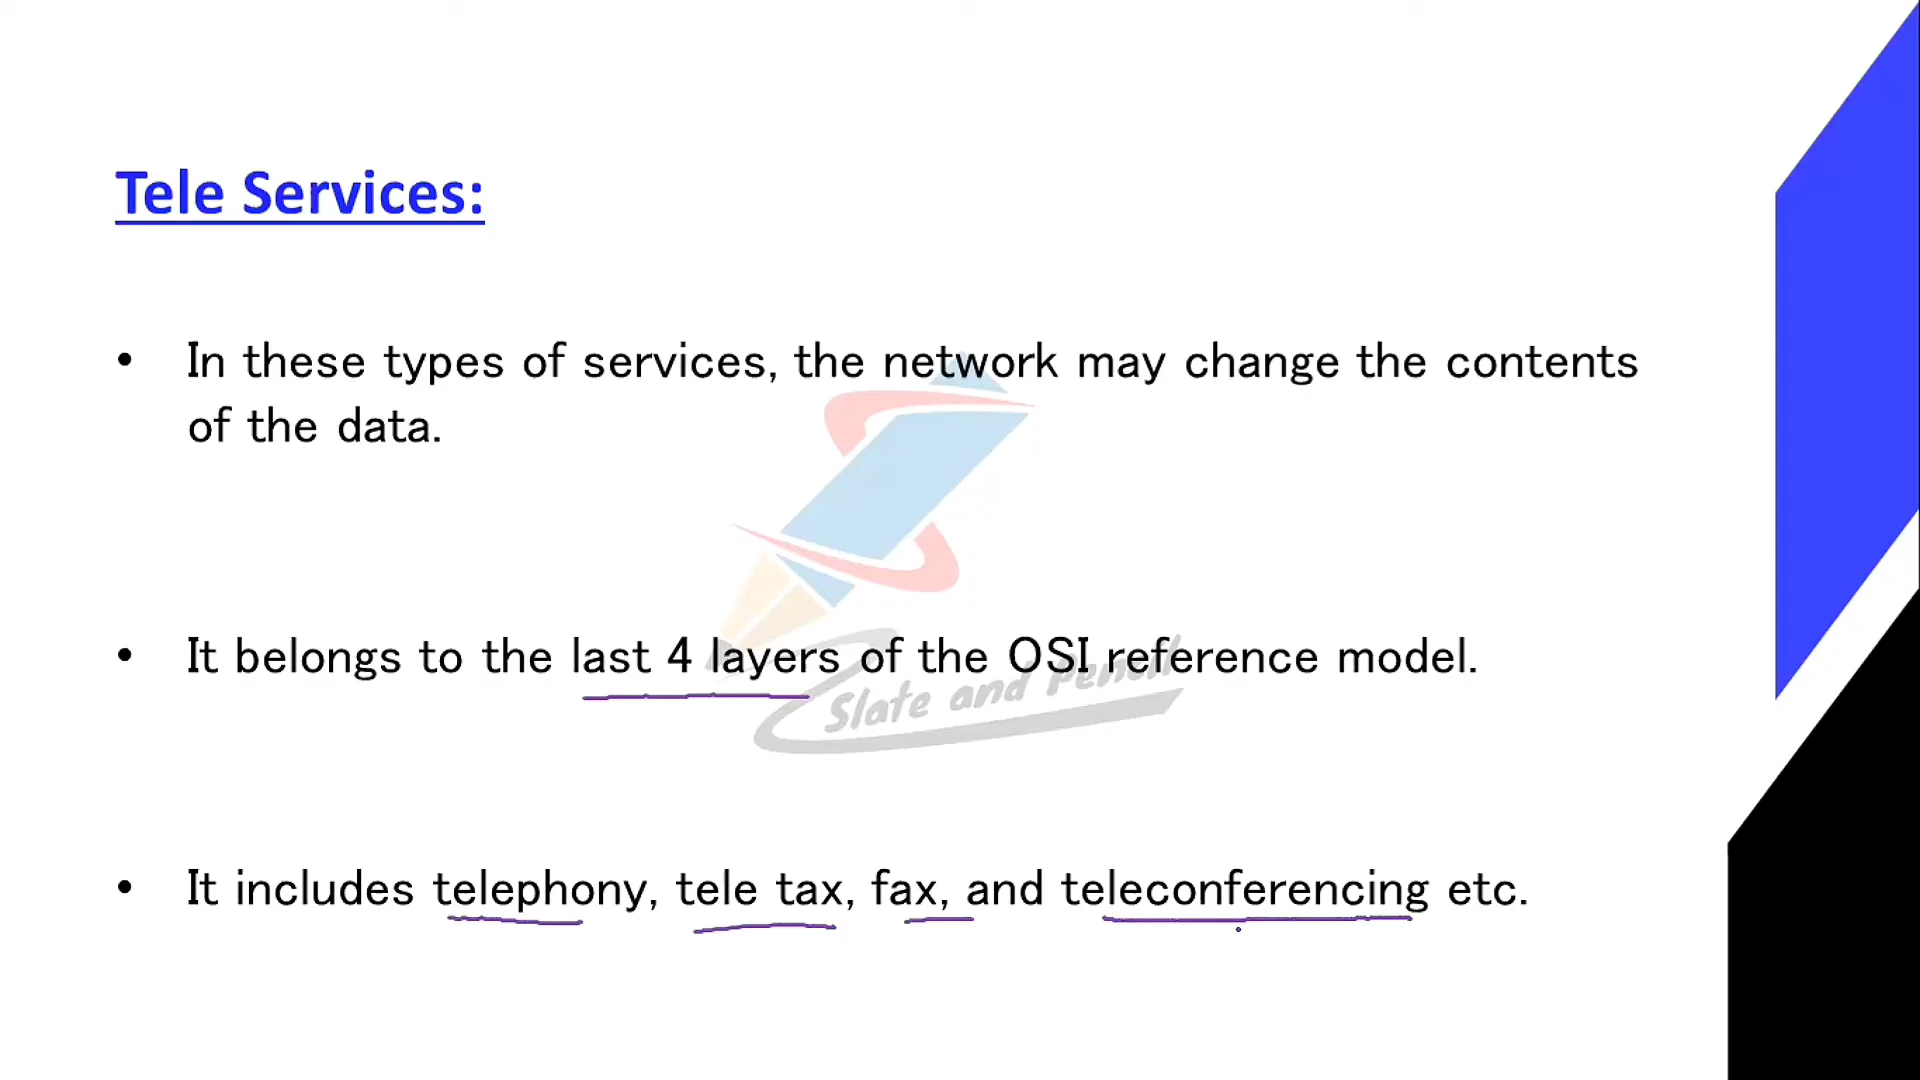 Tele Services:
• In these types of services, the network may change the contents
of the data.
• It belongs to the last 4 layers of the OSI reference model.
Slate and Pencil
• It includes telephony, tele tax, fax, and teleconferencing etc.